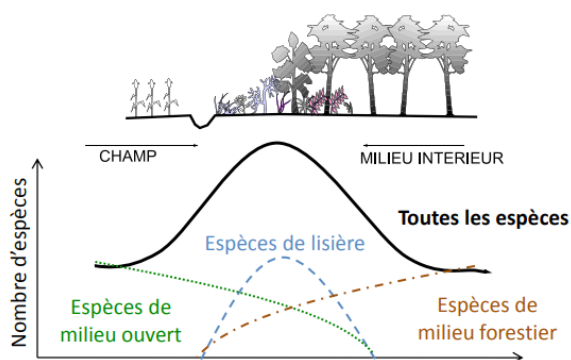 CHAMP
MILIEU INTERIEUR
Nombre d'espèces
Toutes les espèces
Espèces de lisière
Espèces de
milieu ouvert
Espèces de
milieu forestier